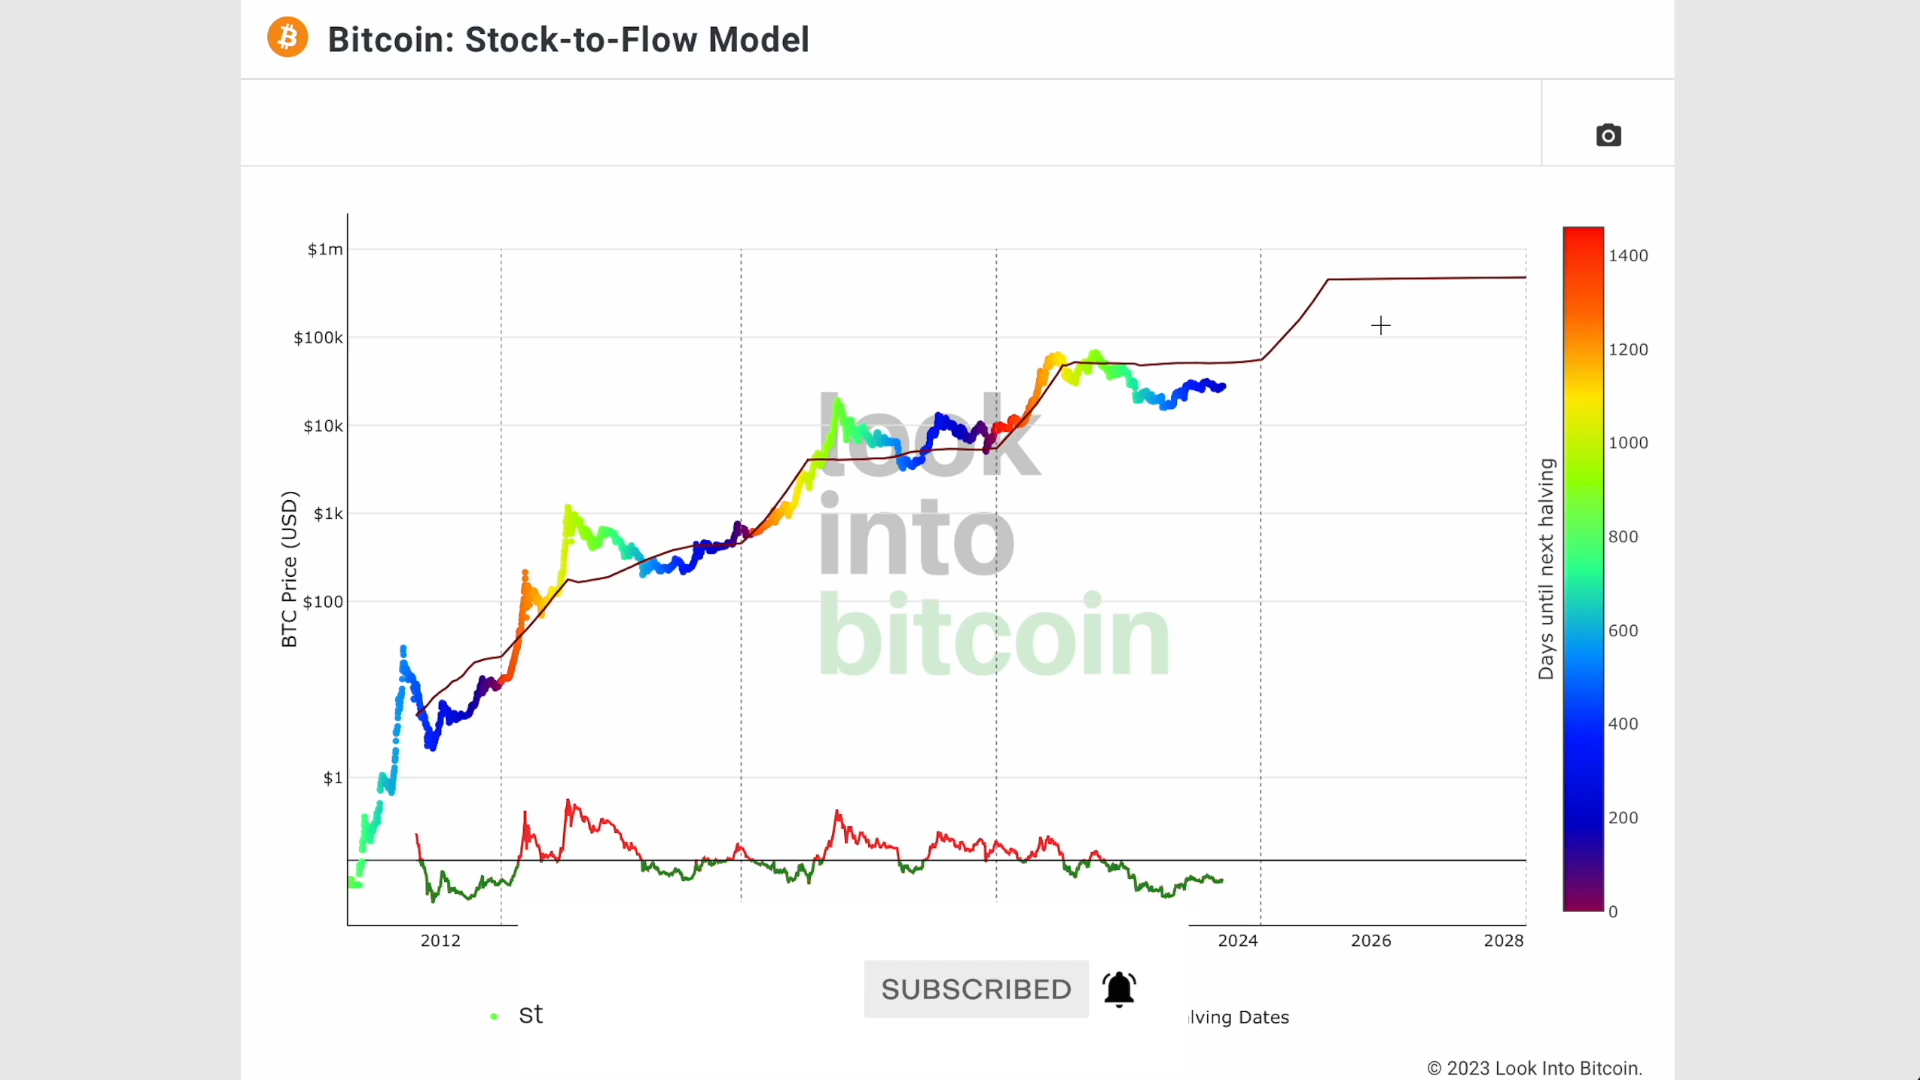 Bitcoin: Stock-to-Flow Model
$1m
$100k
$10k
$1k
$100
$1
BTC Price (USD)
look
into
bitcoin
1400
1200
1000
800
600
400
200
0
Days until next halving
2012
2024
2026
2028
SUBSCRIBED
st
lving Dates
© 2023 Look Into Bitcoin.